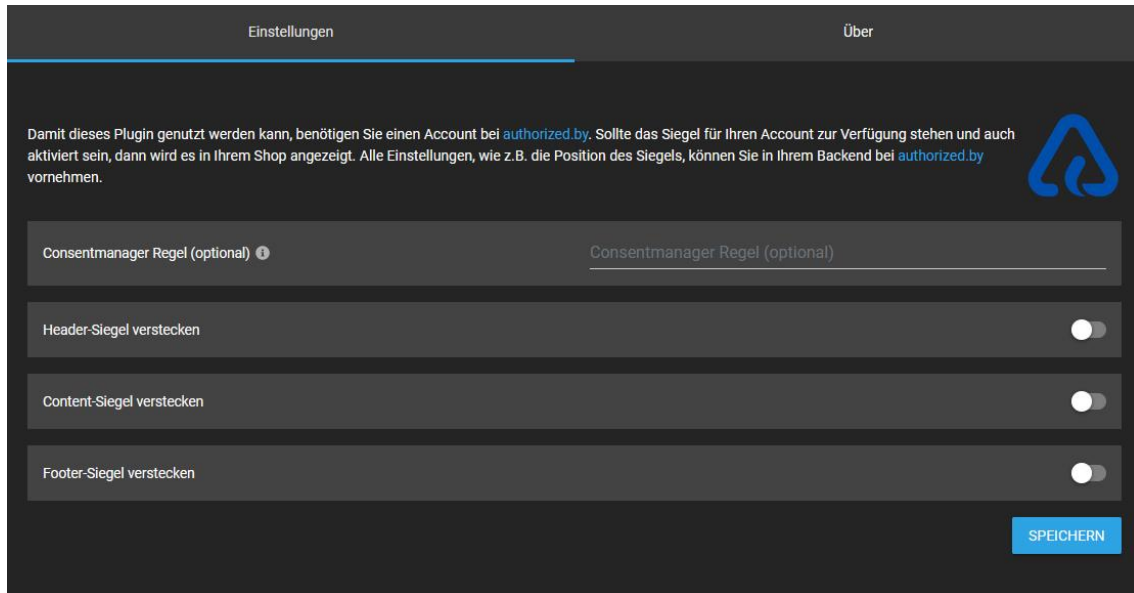 Einstellungen
Über
Damit dieses Plugin genutzt werden kann, benötigen Sie einen Account bei authorized.by. Sollte das Siegel für Ihren Account zur Verfügung stehen und auch
aktiviert sein, dann wird es in Ihrem Shop angezeigt. Alle Einstellungen, wie z.B. die Position des Siegels, können Sie in Ihrem Backend bei authorized.by
vornehmen.
Consentmanager Regel (optional)
Consentmanager Regel (optional)
Header-Siegel verstecken
Content-Siegel verstecken
Footer-Siegel verstecken
SPEICHERN